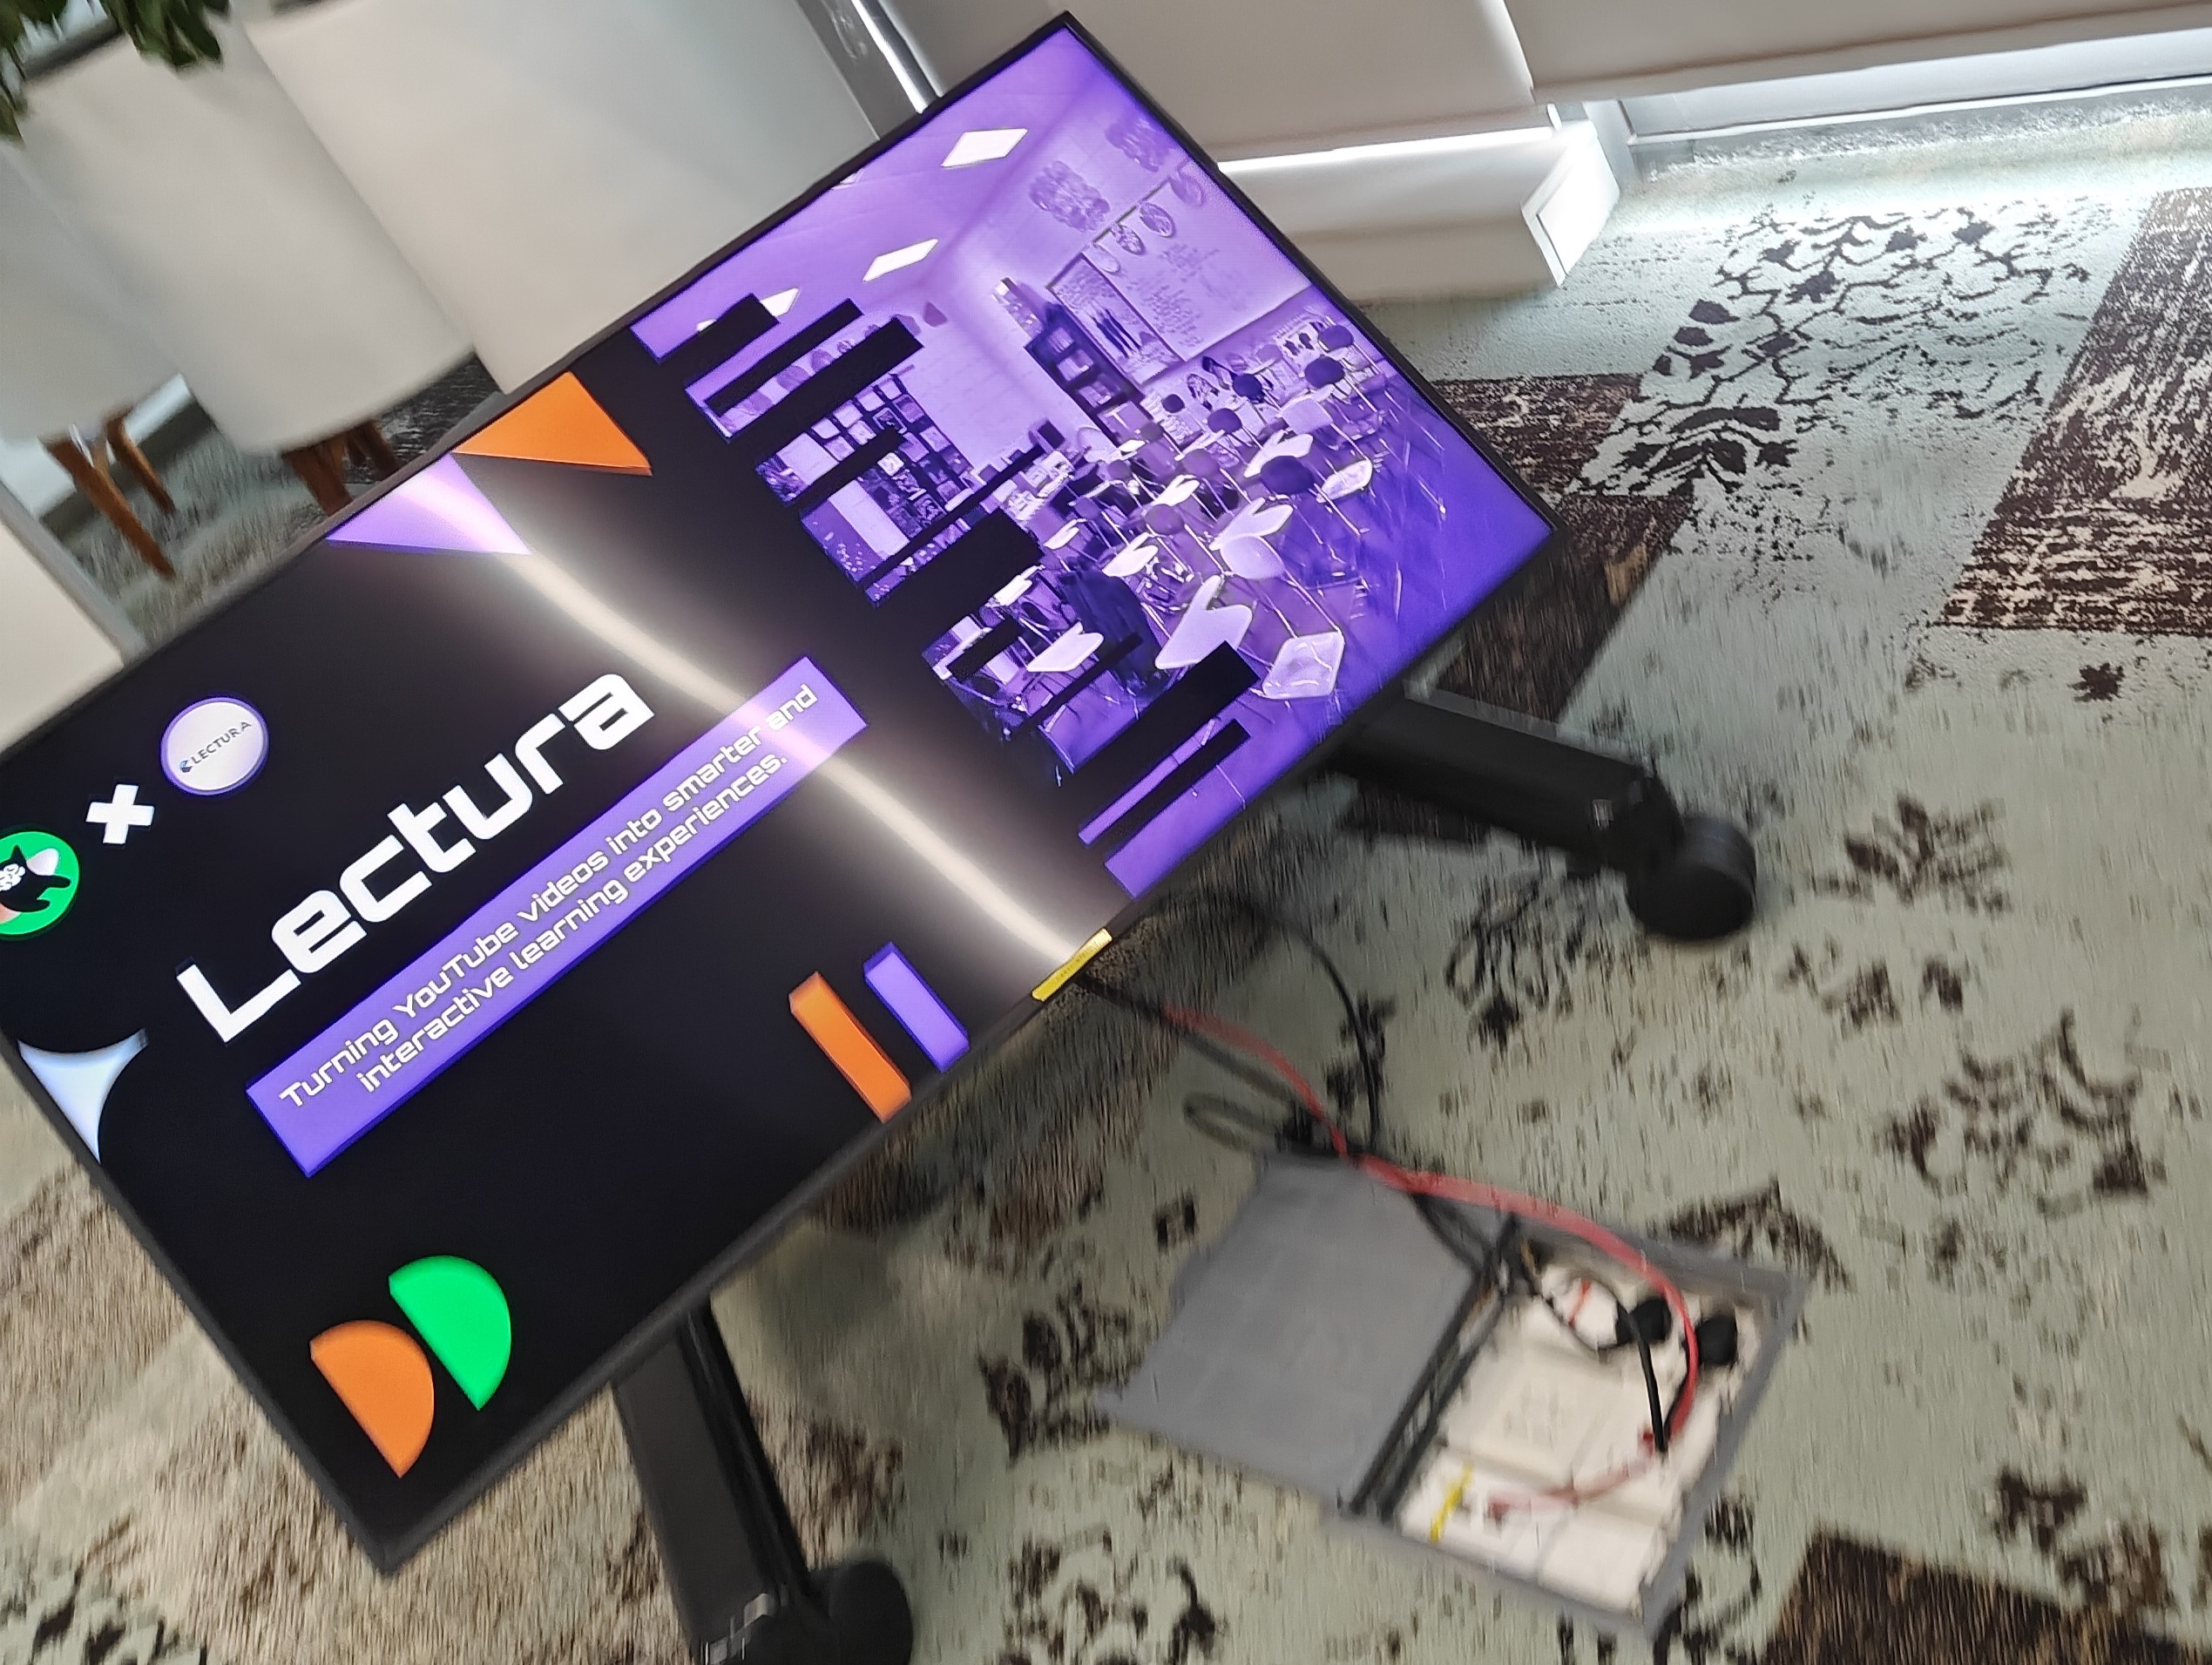 LECTURA
Lectura
Turning YouTube videos into smarter and
interactive learning experiences.